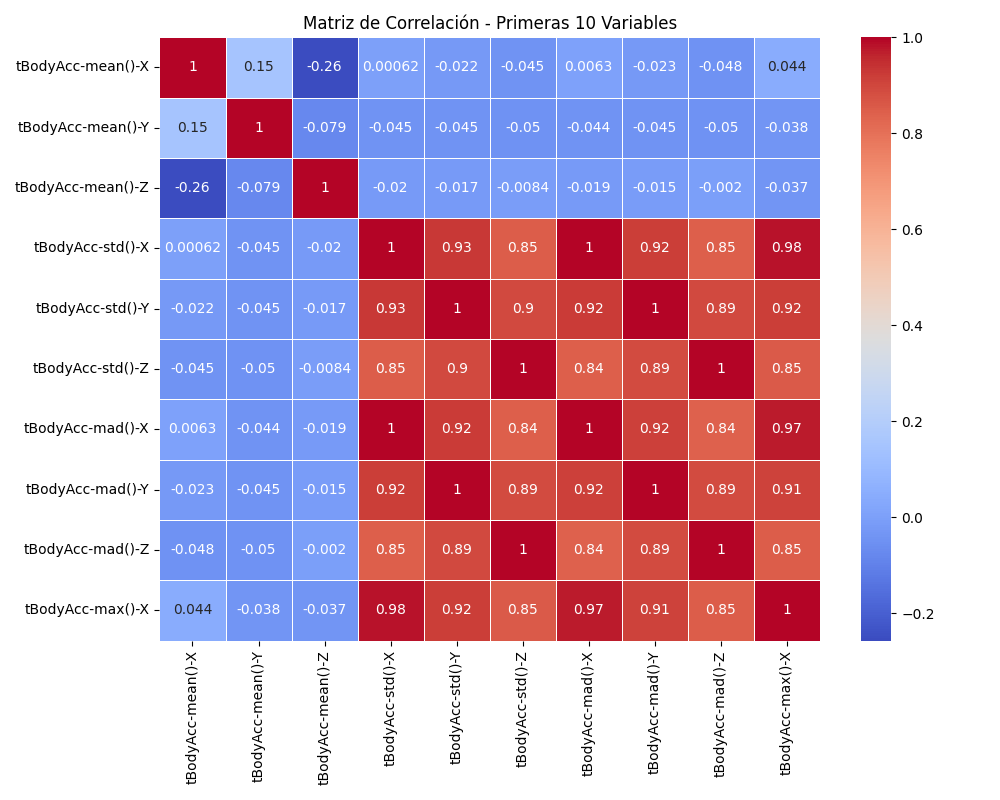 Matriz de Correlación - Primeras 10 Variables
tBodyAcc-mean()-X 1 0.15 -0.26 0.00062 -0.022 -0.045 0.0063 -0.023 -0.048 0.044
tBodyAcc-mean()-Y 0.15 1 -0.079 -0.045 -0.045 -0.05 -0.044 -0.045 -0.05 -0.038
tBodyAcc-mean()-Z -0.26 -0.079 1 -0.02 -0.017 -0.0084 -0.019 -0.015 -0.002 -0.037
tBodyAcc-std()-X 0.00062 -0.045 -0.02 1 0.93 0.85 1 0.92 0.85 0.98
tBodyAcc-std()-Y -0.022 -0.045 -0.017 0.93 1 0.9 0.92 1 0.89 0.92
tBodyAcc-std()-Z -0.045 -0.05 -0.0084 0.85 0.9 1 0.84 0.89 1 0.85
tBodyAcc-mad()-X 0.0063 -0.044 -0.019 1 0.92 0.84 1 0.92 0.84 0.97
tBodyAcc-mad()-Y -0.023 -0.045 -0.015 0.92 1 0.89 0.92 1 0.89 0.91
tBodyAcc-mad()-Z -0.048 -0.05 -0.002 0.85 0.89 1 0.84 0.89 1 0.85
tBodyAcc-max()-X 0.044 -0.038 -0.037 0.98 0.92 0.85 0.97 0.91 0.85 1
tBodyAcc-mean()-X
tBodyAcc-mean()-Y
tBodyAcc-mean()-Z
tBodyAcc-std()-X
tBodyAcc-std()-Y
tBodyAcc-std()-Z
tBodyAcc-mad()-X
tBodyAcc-mad()-Y
tBodyAcc-mad()-Z
tBodyAcc-max()-X
1.0
0.8
0.6
0.4
0.2
0.0
−0.2